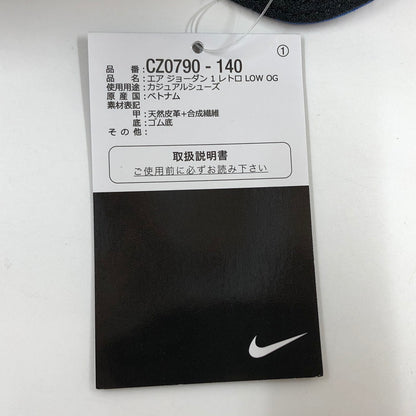 ①
品番:CZ0790 - 140
品名:エア ジョーダン 1 レトロ LOW OG
使用用途:カジュアルシューズ
原産国:ベトナム
素材表記
甲:天然皮革+合成繊維
底:ゴム底
その他:
取扱説明書
ご使用前に必ずお読み下さい